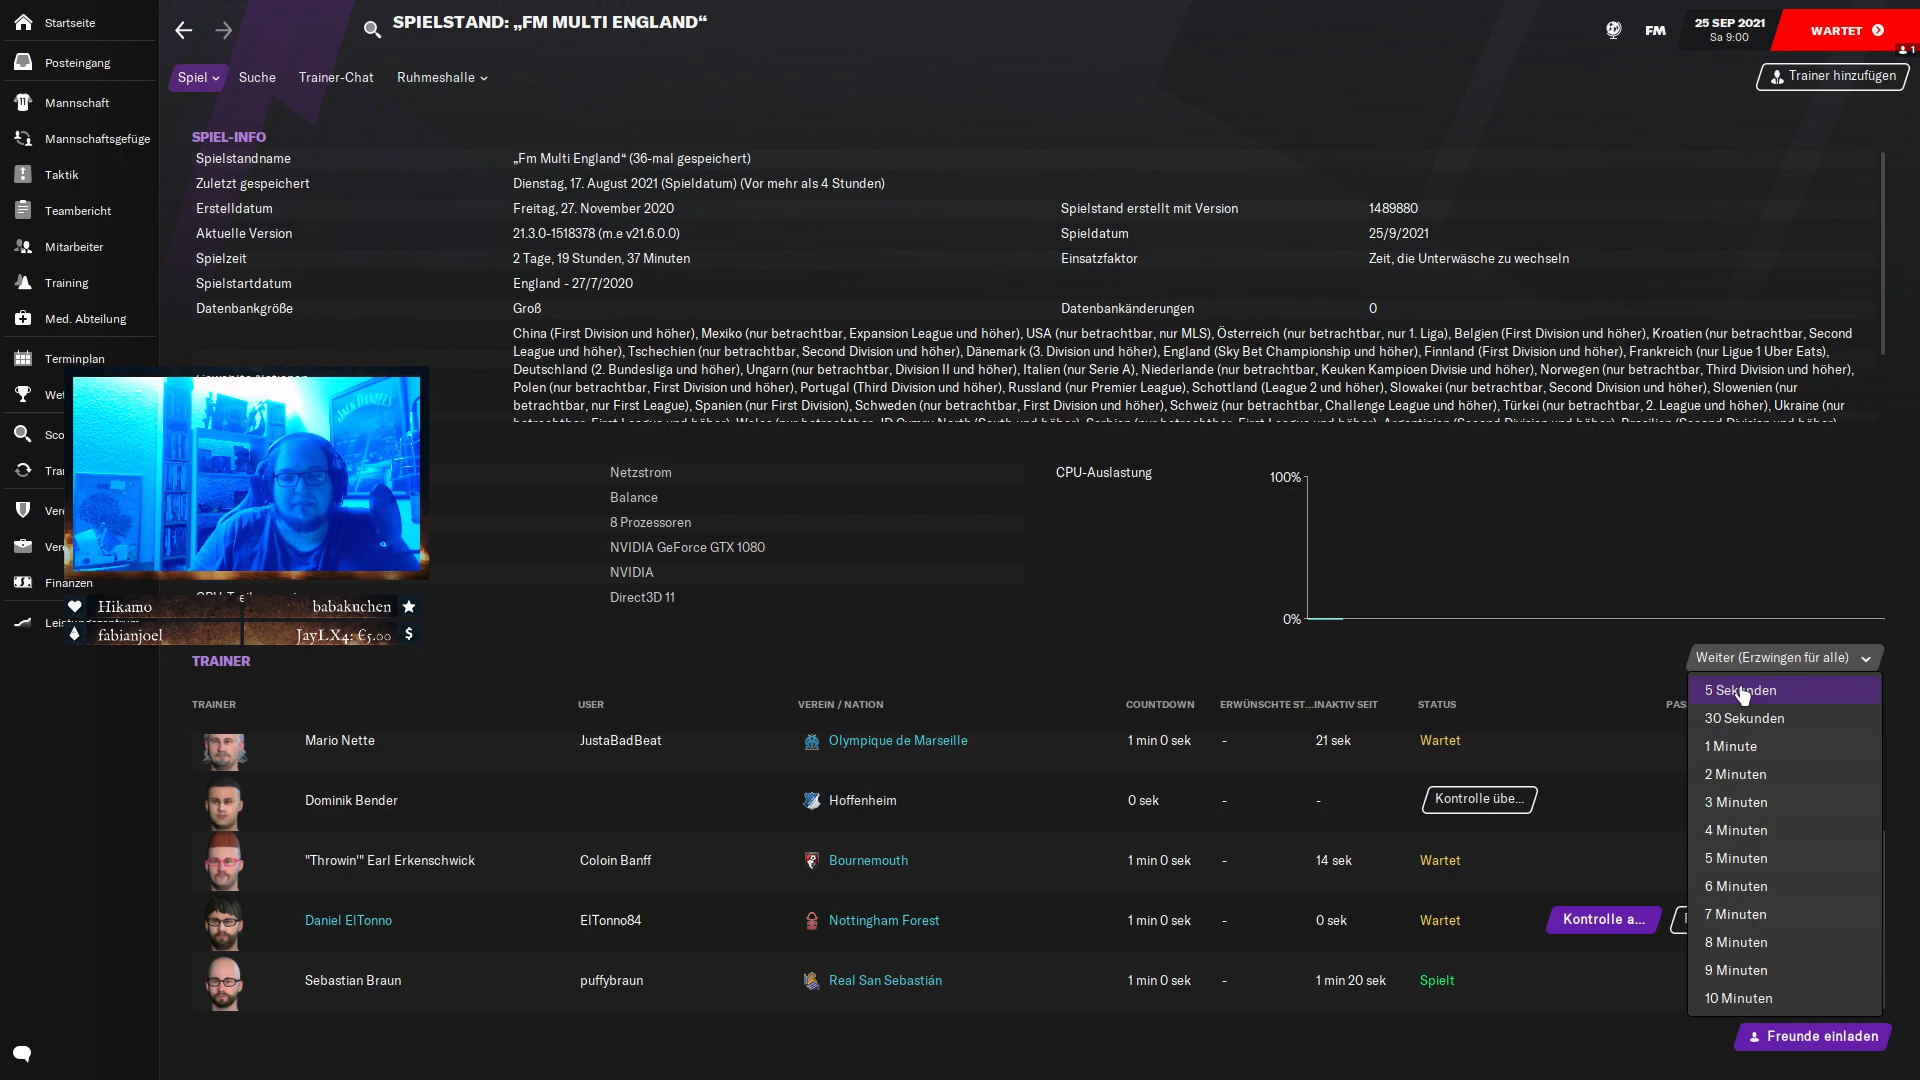 Startseite
SPIELSTAND: „FM MULTI ENGLAND“
FM
25 SEP 2021
Sa 9:00
WARTET
1
Posteingang
Spiel
Suche
Trainer-Chat
Ruhmeshalle
Trainer hinzufügen
Mannschaft
Mannschaftsgefüge
Taktik
Teambericht
Mitarbeiter
Training
Med. Abteilung
Terminplan
Finanzen
SPIEL-INFO
Spielstandname
„Fm Multi England“ (36-mal gespeichert)
Zuletzt gespeichert
Dienstag, 17. August 2021 (Spieldatum) (Vor mehr als 4 Stunden)
Erstelldatum
Freitag, 27. November 2020
Spielstand erstellt mit Version
1489880
Aktuelle Version
21.3.0-1518378 (m.e v21.6.0.0)
Spieldatum
25/9/2021
Spielzeit
2 Tage, 19 Stunden, 37 Minuten
Einsatzfaktor
Zeit, die Unterwäsche zu wechseln
Spielstartdatum
England - 27/7/2020
Datenbankgröße
Groß
Datenbankänderungen
0
China (First Division und höher), Mexiko (nur betrachtbar, Expansion League und höher), USA (nur betrachtbar, nur MLS), Österreich (nur betrachtbar, nur 1. Liga), Belgien (First Division und höher), Kroatien (nur betrachtbar, Second
League und höher), Tschechien (nur betrachtbar, Second Division und höher), Dänemark (3. Division und höher), England (Sky Bet Championship und höher), Finnland (First Division und höher), Frankreich (nur Ligue 1 Uber Eats),
Deutschland (2. Bundesliga und höher), Ungarn (nur betrachtbar, Division II und höher), Italien (nur Serie A), Niederlande (nur betrachtbar, Keuken Kampioen Divisie und höher), Norwegen (nur betrachtbar, Third Division und höher),
Polen (nur betrachtbar, First Division und höher), Portugal (Third Division und höher), Russland (nur Premier League), Schottland (League 2 und höher), Slowakei (nur betrachtbar, Second Division und höher), Slowenien (nur
betrachtbar, nur First League), Spanien (nur First Division), Schweden (nur betrachtbar, First Division und höher), Schweiz (nur betrachtbar, Challenge League und höher), Türkei (nur betrachtbar, 2. League und höher), Ukraine (nur
JACK DANIEL'S
Netzstrom
Balance
8 Prozessoren
NVIDIA GeForce GTX 1080
NVIDIA
Direct3D 11
CPU-Auslastung
100%
0%
Hikamo
babakuchen
fabianjoel
JayLX4: €5.00
TRAINER
Weiter (Erzwingen für alle)
5 Sekunden
30 Sekunden
1 Minute
2 Minuten
3 Minuten
4 Minuten
5 Minuten
6 Minuten
7 Minuten
8 Minuten
9 Minuten
10 Minuten
TRAINER
USER
VEREIN / NATION
COUNTDOWN
ERWÜNSCHTE ST...
INAKTIV SEIT
STATUS
PAS
Mario Nette
JustaBadBeat
Olympique de Marseille
1 min 0 sek
-
21 sek
Wartet
Dominik Bender
Hoffenheim
0 sek
-
-
Kontrolle übe...
"Throwin'" Earl Erkenschwick
Coloin Banff
Bournemouth
1 min 0 sek
-
14 sek
Wartet
Daniel ElTonno
ElTonno84
Nottingham Forest
1 min 0 sek
-
0 sek
Wartet
Kontrolle a...
Sebastian Braun
puffybraun
Real San Sebastián
1 min 0 sek
-
1 min 20 sek
Spielt
Freunde einladen